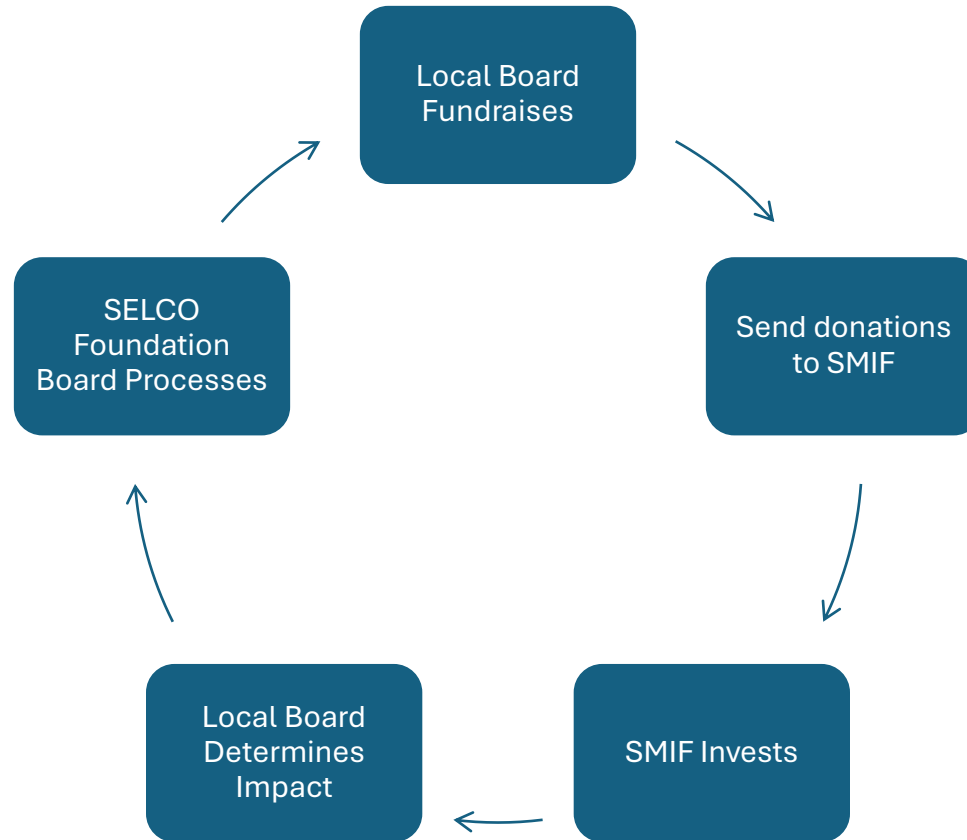 Local Board
Fundraises
Send donations
to SMIF
SMIF Invests
Local Board
Determines
Impact
SELCO
Foundation
Board Processes